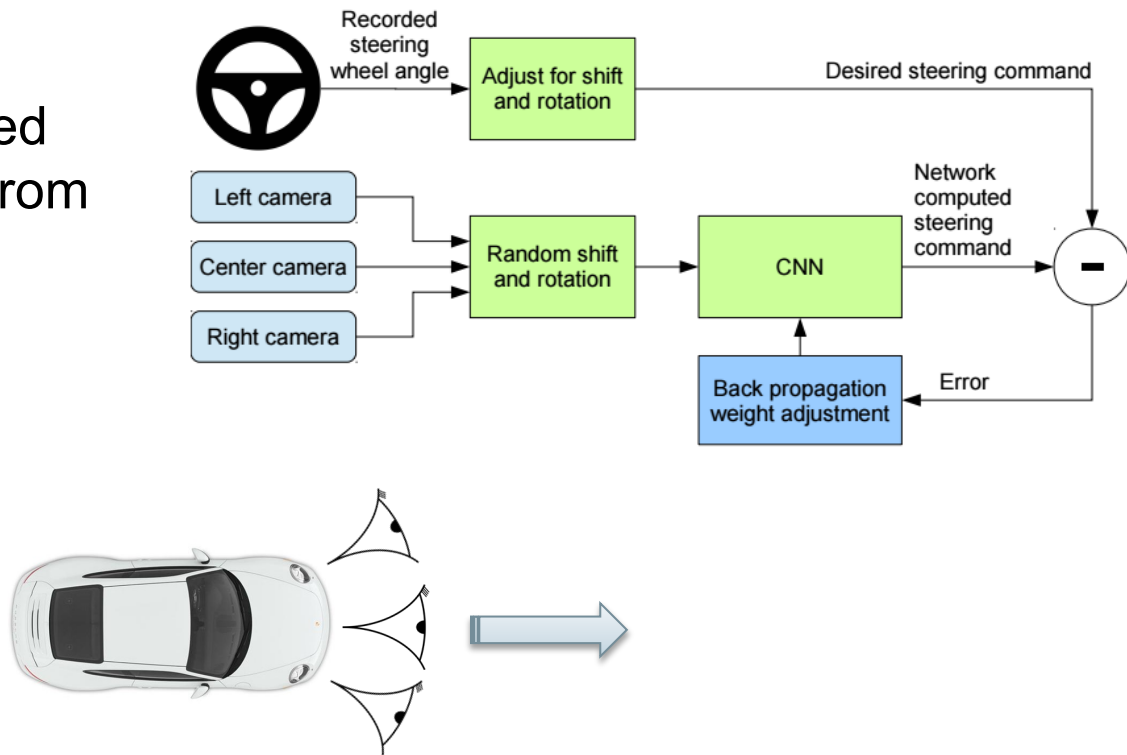 ed
rom
Recorded
steering
wheel angle
Adjust for shift
and rotation
Desired steering command
Left camera
Center camera
Right camera
Random shift
and rotation
CNN
Network
computed
steering
command
-
Back propagation
weight adjustment
Error